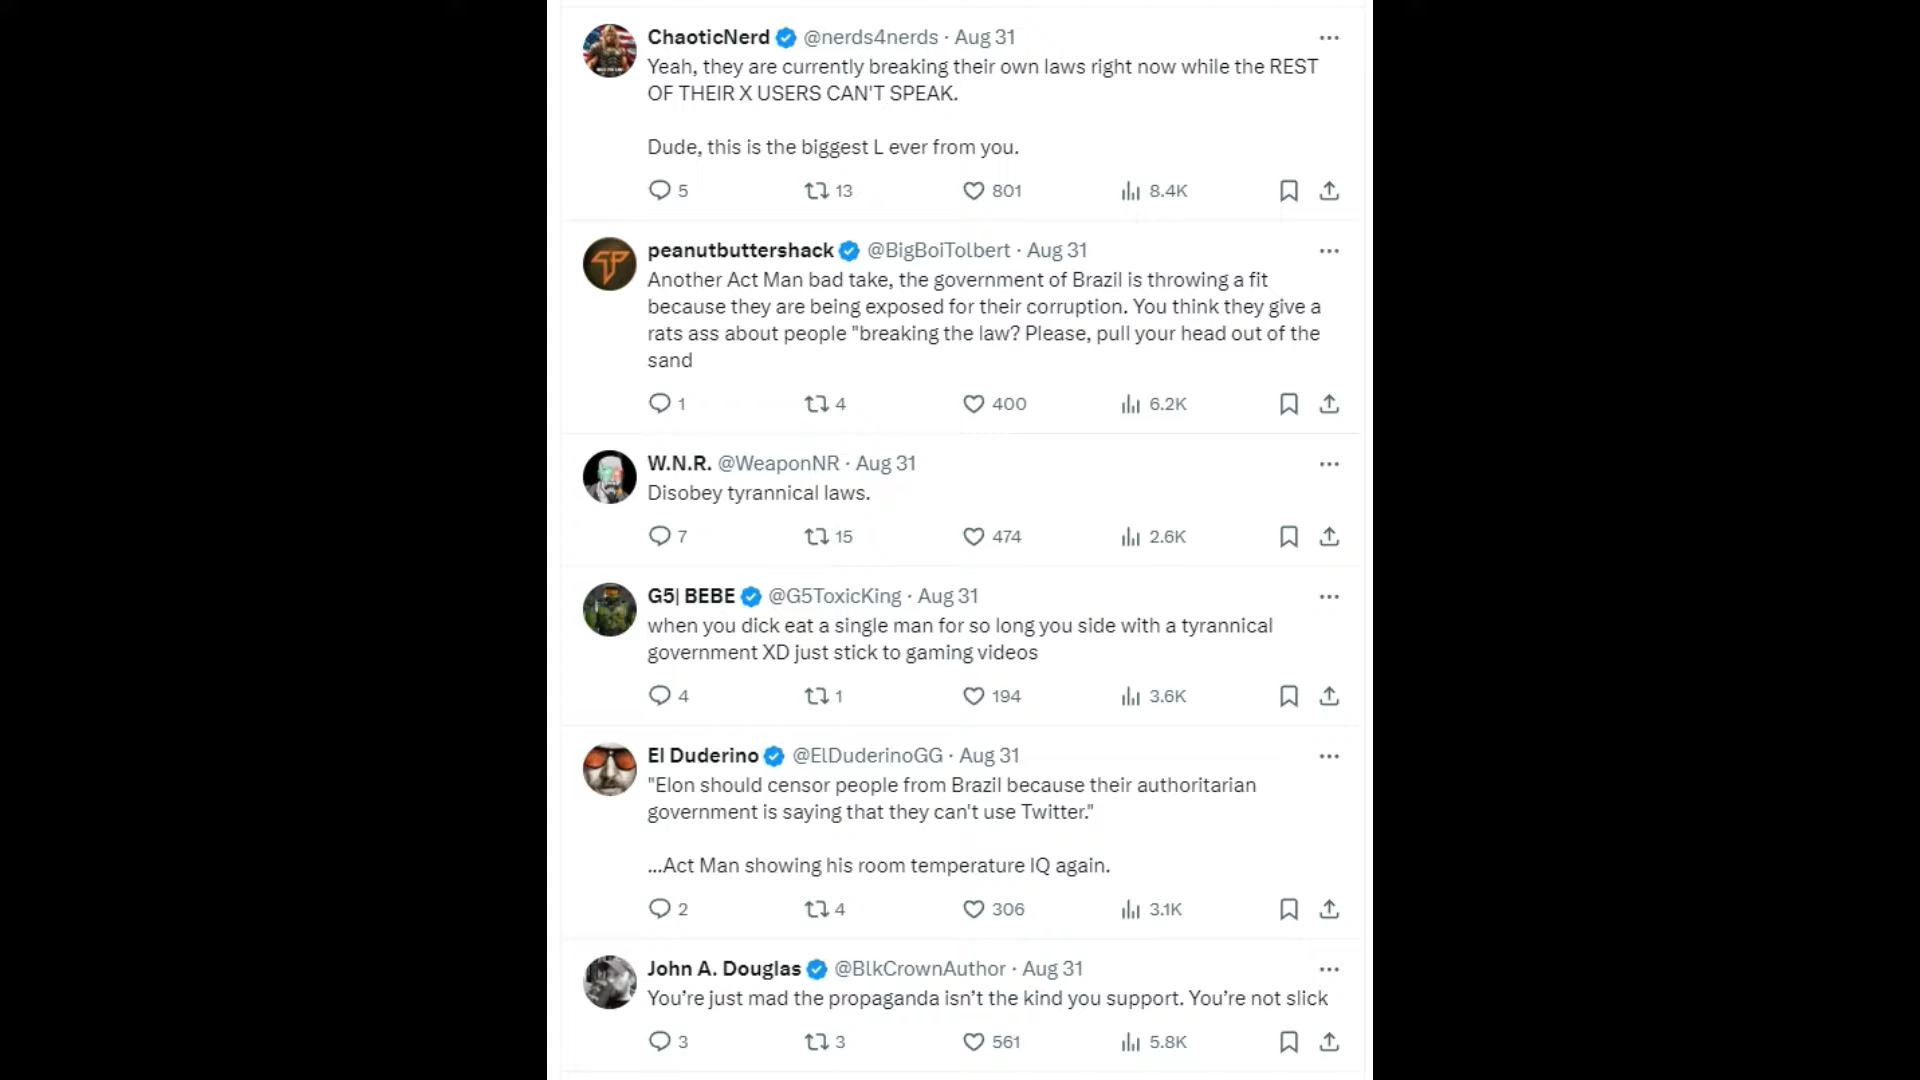 ChaoticNerd @nerds4nerds · Aug 31
Yeah, they are currently breaking their own laws right now while the REST
OF THEIR X USERS CAN'T SPEAK.
Dude, this is the biggest L ever from you.
5 13 801 8.4K
peanutbuttershack @BigBoiTolbert · Aug 31
Another Act Man bad take, the government of Brazil is throwing a fit
because they are being exposed for their corruption. You think they give a
rats ass about people "breaking the law? Please, pull your head out of the
sand
1 4 400 6.2K
W.N.R. @WeaponNR · Aug 31
Disobey tyrannical laws.
7 15 474 2.6K
G5| BEBE @G5ToxicKing · Aug 31
when you dick eat a single man for so long you side with a tyrannical
government XD just stick to gaming videos
4 1 194 3.6K
El Duderino @ElDuderinoGG · Aug 31
"Elon should censor people from Brazil because their authoritarian
government is saying that they can't use Twitter."
...Act Man showing his room temperature IQ again.
2 4 306 3.1K
John A. Douglas @BlkCrownAuthor · Aug 31
You’re just mad the propaganda isn’t the kind you support. You’re not slick
3 3 561 5.8K